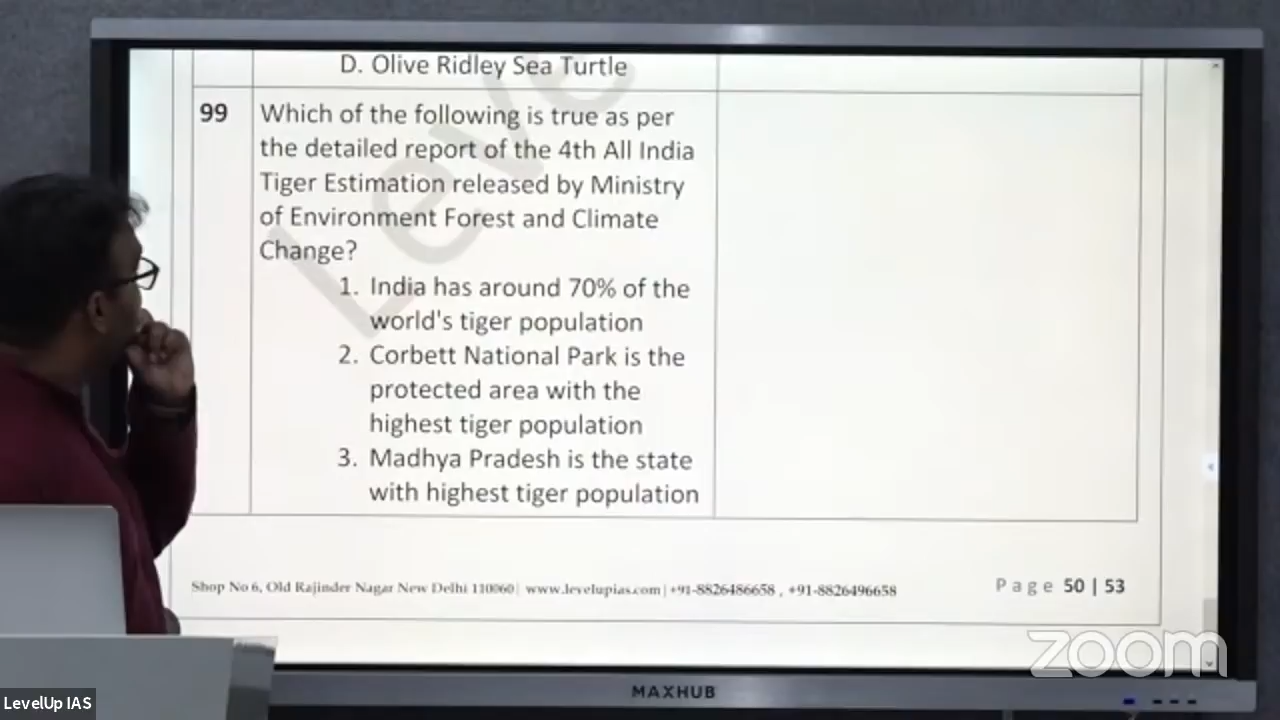 D. Olive Ridley Sea Turtle
99 Which of the following is true as per
the detailed report of the 4th All India
Tiger Estimation released by Ministry
of Environment Forest and Climate
Change?
1. India has around 70% of the
world's tiger population
2. Corbett National Park is the
protected area with the
highest tiger population
3. Madhya Pradesh is the state
with highest tiger population
Leve
Shop No 6, Old Rajinder Nagar New Delhi 110060| www.levelupias.com | +91-8826486658 , +91-8826496658
Page 50 | 53
zoom
MAXHUB
LevelUp IAS